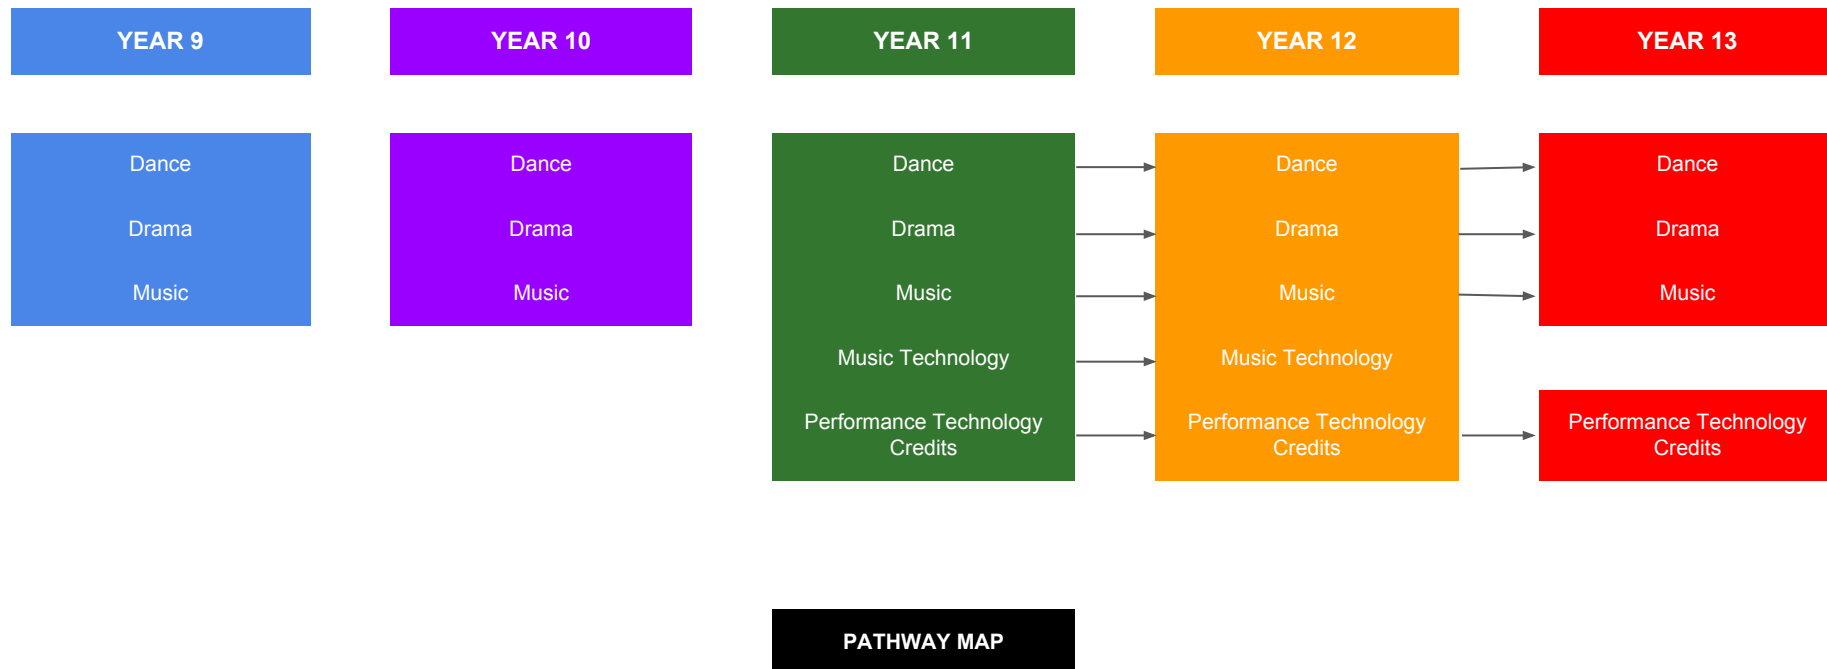 YEAR 9
YEAR 10
YEAR 11
YEAR 12
YEAR 13
Dance
Drama
Music
Dance
Drama
Music
Dance
Drama
Music
Music Technology
Performance Technology
Credits
Dance
Drama
Music
Music Technology
Performance Technology
Credits
Dance
Drama
Music
Performance Technology
Credits
PATHWAY MAP